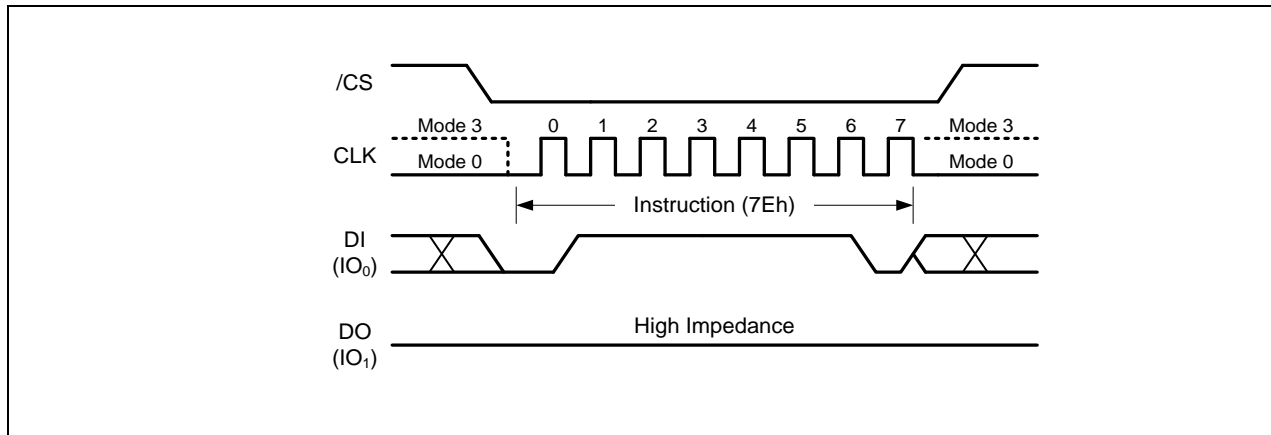 /CS
Mode 3 0 1 2 3 4 5 6 7 Mode 3
CLK
Mode 0 Mode 0
Instruction (7Eh)
DI
(IO₀)
High Impedance
DO
(IO₁)